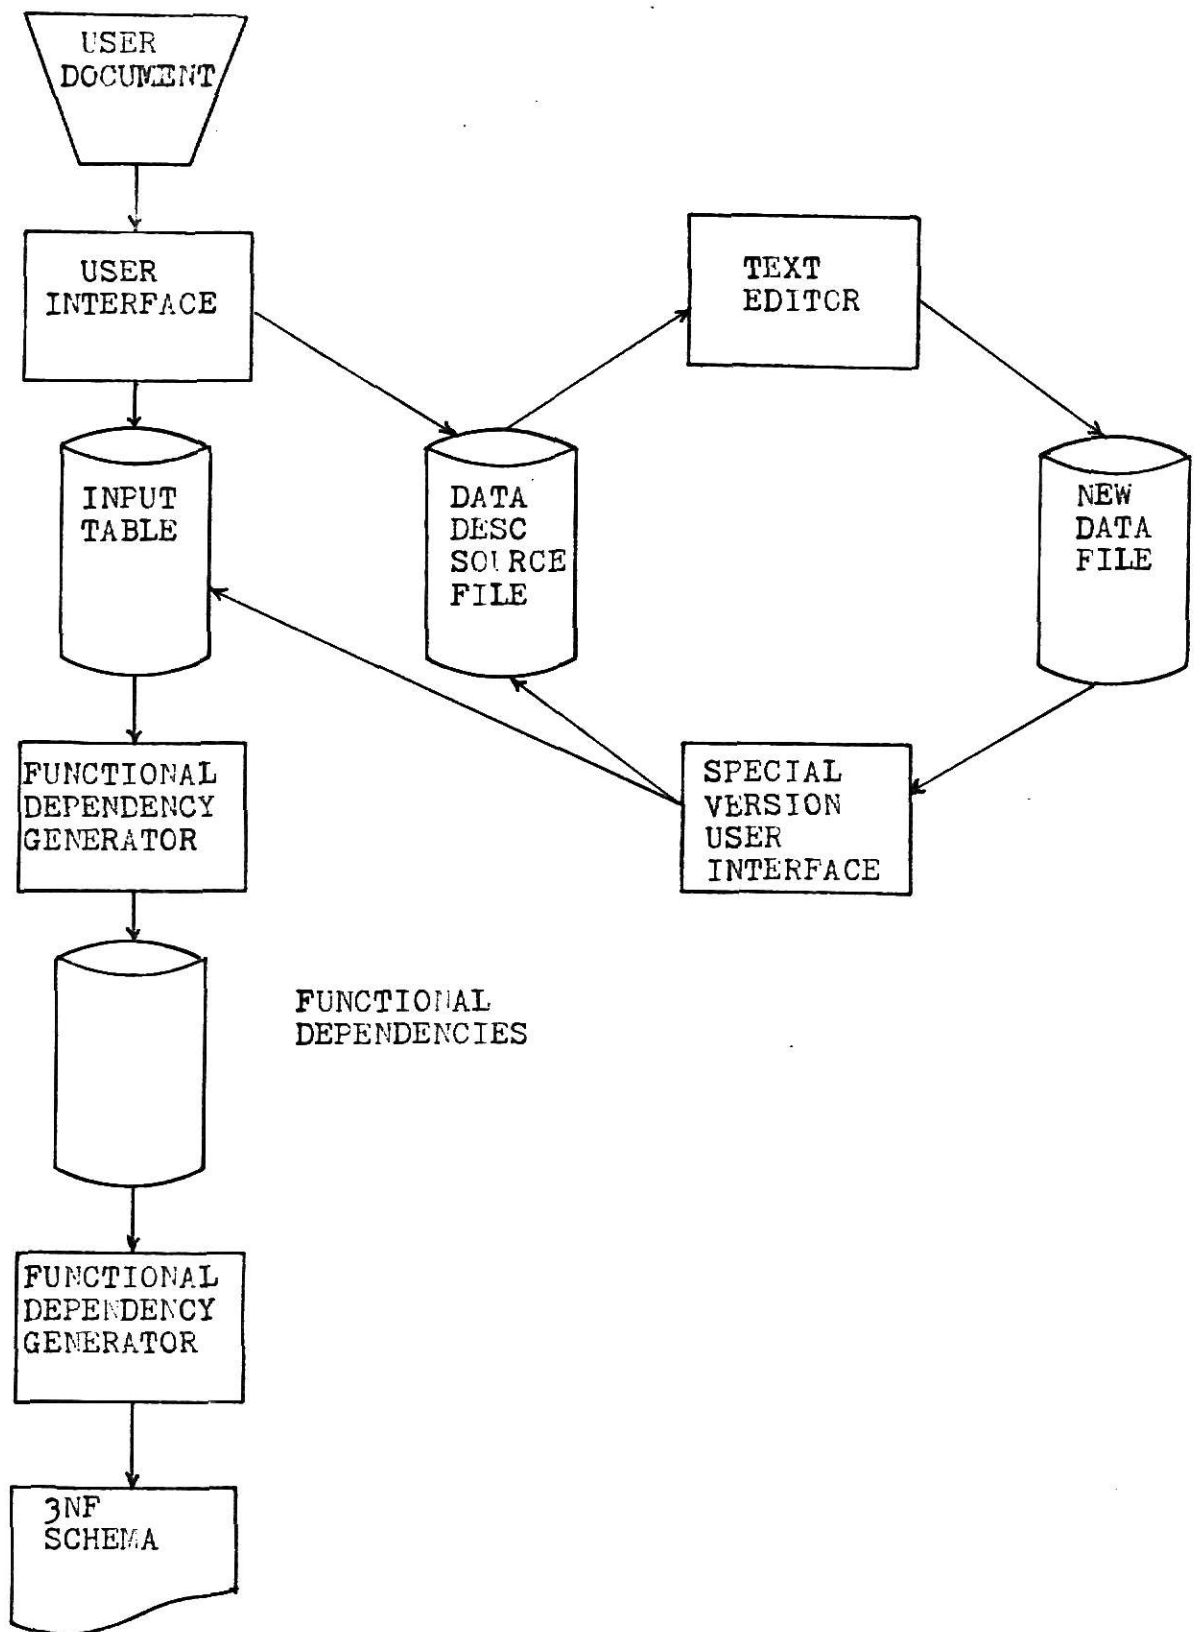 USER
DOCUMENT
USER
INTERFACE
TEXT
EDITOR
INPUT
TABLE
DATA
DESC
SOURCE
FILE
NEW
DATA
FILE
FUNCTIONAL
DEPENDENCY
GENERATOR
SPECIAL
VERSION
USER
INTERFACE
FUNCTIONAL
DEPENDENCIES
FUNCTIONAL
DEPENDENCY
GENERATOR
3NF
SCHEMA